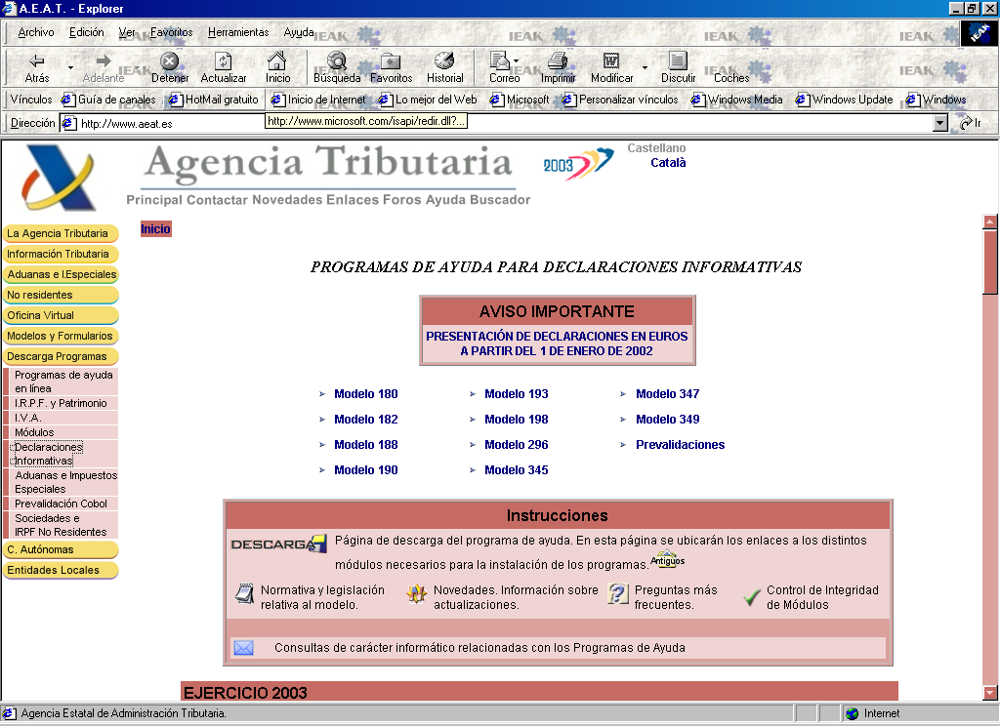 A.E.A.T. - Explorer
Archivo Edición Ver Favoritos Herramientas Ayuda
IEAK IEAK IEAK IEAK
Atrás Adelante Detener Actualizar Inicio Búsqueda Favoritos Historial Correo Imprimir Modificar Discutir Coches
IEAK IEAK IEAK IEAK
Vínculos Guía de canales HotMail gratuito Inicio de Internet Lo mejor del Web Microsoft Personalizar vínculos Windows Media Windows Update Windows
Dirección http://www.aeat.es Ir
http://www.microsoft.com/isapi/redir.dll?...
Agencia Tributaria
2003
Castellano
Català
Principal Contactar Novedades Enlaces Foros Ayuda Buscador
La Agencia Tributaria
Información Tributaria
Aduanas e I.Especiales
No residentes
Oficina Virtual
Modelos y Formularios
Descarga Programas
Programas de ayuda
en línea
I.R.P.F. y Patrimonio
I.V.A.
Módulos
Declaraciones
Informativas
Aduanas e Impuestos
Especiales
Prevalidación Cobol
Sociedades e
IRPF No Residentes
C. Autónomas
Entidades Locales
Inicio
PROGRAMAS DE AYUDA PARA DECLARACIONES INFORMATIVAS
AVISO IMPORTANTE
PRESENTACIÓN DE DECLARACIONES EN EUROS
A PARTIR DEL 1 DE ENERO DE 2002
Modelo 180 Modelo 193 Modelo 347
Modelo 182 Modelo 198 Modelo 349
Modelo 188 Modelo 296 Prevalidaciones
Modelo 190 Modelo 345
Instrucciones
DESCARGA Página de descarga del programa de ayuda. En esta página se ubicarán los enlaces a los distintos
módulos necesarios para la instalación de los programas. Antiguos
Normativa y legislación
relativa al modelo.
Novedades. Información sobre
actualizaciones.
Preguntas más
frecuentes.
Control de Integridad
de Módulos
Consultas de carácter informático relacionadas con los Programas de Ayuda
EJERCICIO 2003
Agencia Estatal de Administración Tributaria. Internet